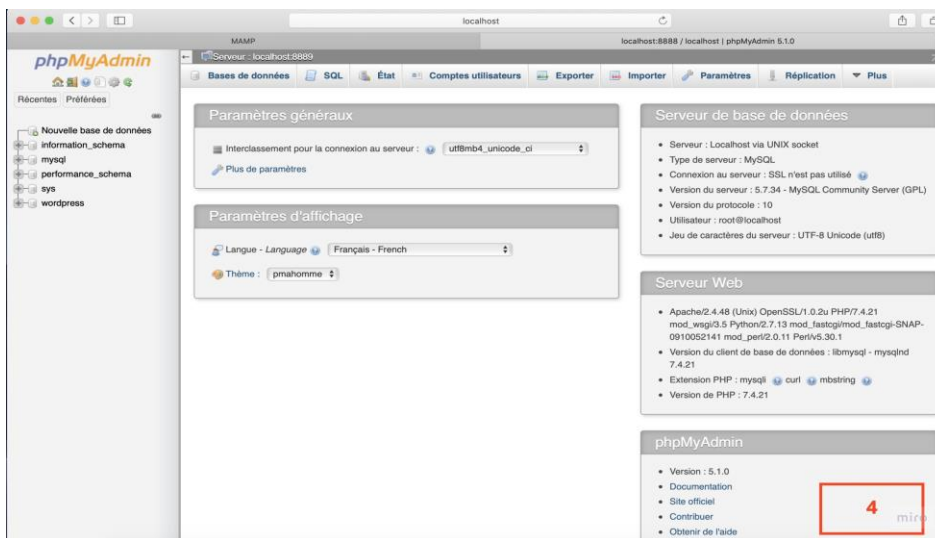 localhost
MAMP
localhost:8888 / localhost | phpMyAdmin 5.1.0
phpMyAdmin
Récentes Préférées
Nouvelle base de données
information_schema
mysql
performance_schema
sys
wordpress
Serveur : localhost:8889
Bases de données SQL État Comptes utilisateurs Exporter Importer Paramètres Réplication Plus
Paramètres généraux
Interclassement pour la connexion au serveur : utf8mb4_unicode_ci
Plus de paramètres
Paramètres d'affichage
Langue - Language Français - French
Thème : pmahomme
Serveur de base de données
Serveur : Localhost via UNIX socket
Type de serveur : MySQL
Connexion au serveur : SSL n'est pas utilisé
Version du serveur : 5.7.34 - MySQL Community Server (GPL)
Version du protocole : 10
Utilisateur : root@localhost
Jeu de caractères du serveur : UTF-8 Unicode (utf8)
Serveur Web
Apache/2.4.48 (Unix) OpenSSL/1.0.2u PHP/7.4.21
mod_wsgi/3.5 Python/2.7.13 mod_fastcgi/mod_fastcgi-SNAP-
0910052141 mod_perl/2.0.11 Perl/v5.30.1
Version du client de base de données : libmysql - mysqlnd
7.4.21
Extension PHP : mysqli curl mbstring
Version de PHP : 7.4.21
phpMyAdmin
Version : 5.1.0
Documentation
Site officiel
Contribuer
Obtenir de l'aide
4
miro